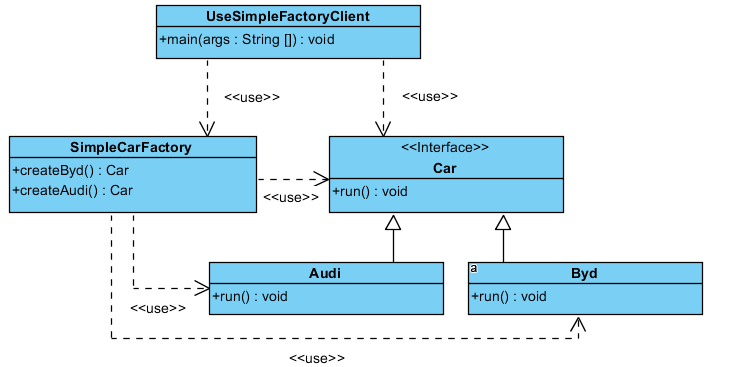 UseSimpleFactoryClient
+main(args : String []) : void
<<use>>
<<use>>
SimpleCarFactory
+createByd() : Car
+createAudi() : Car
<<Interface>>
Car
+run() : void
<<use>>
Audi
+run() : void
a
Byd
+run() : void
<<use>>
<<use>>